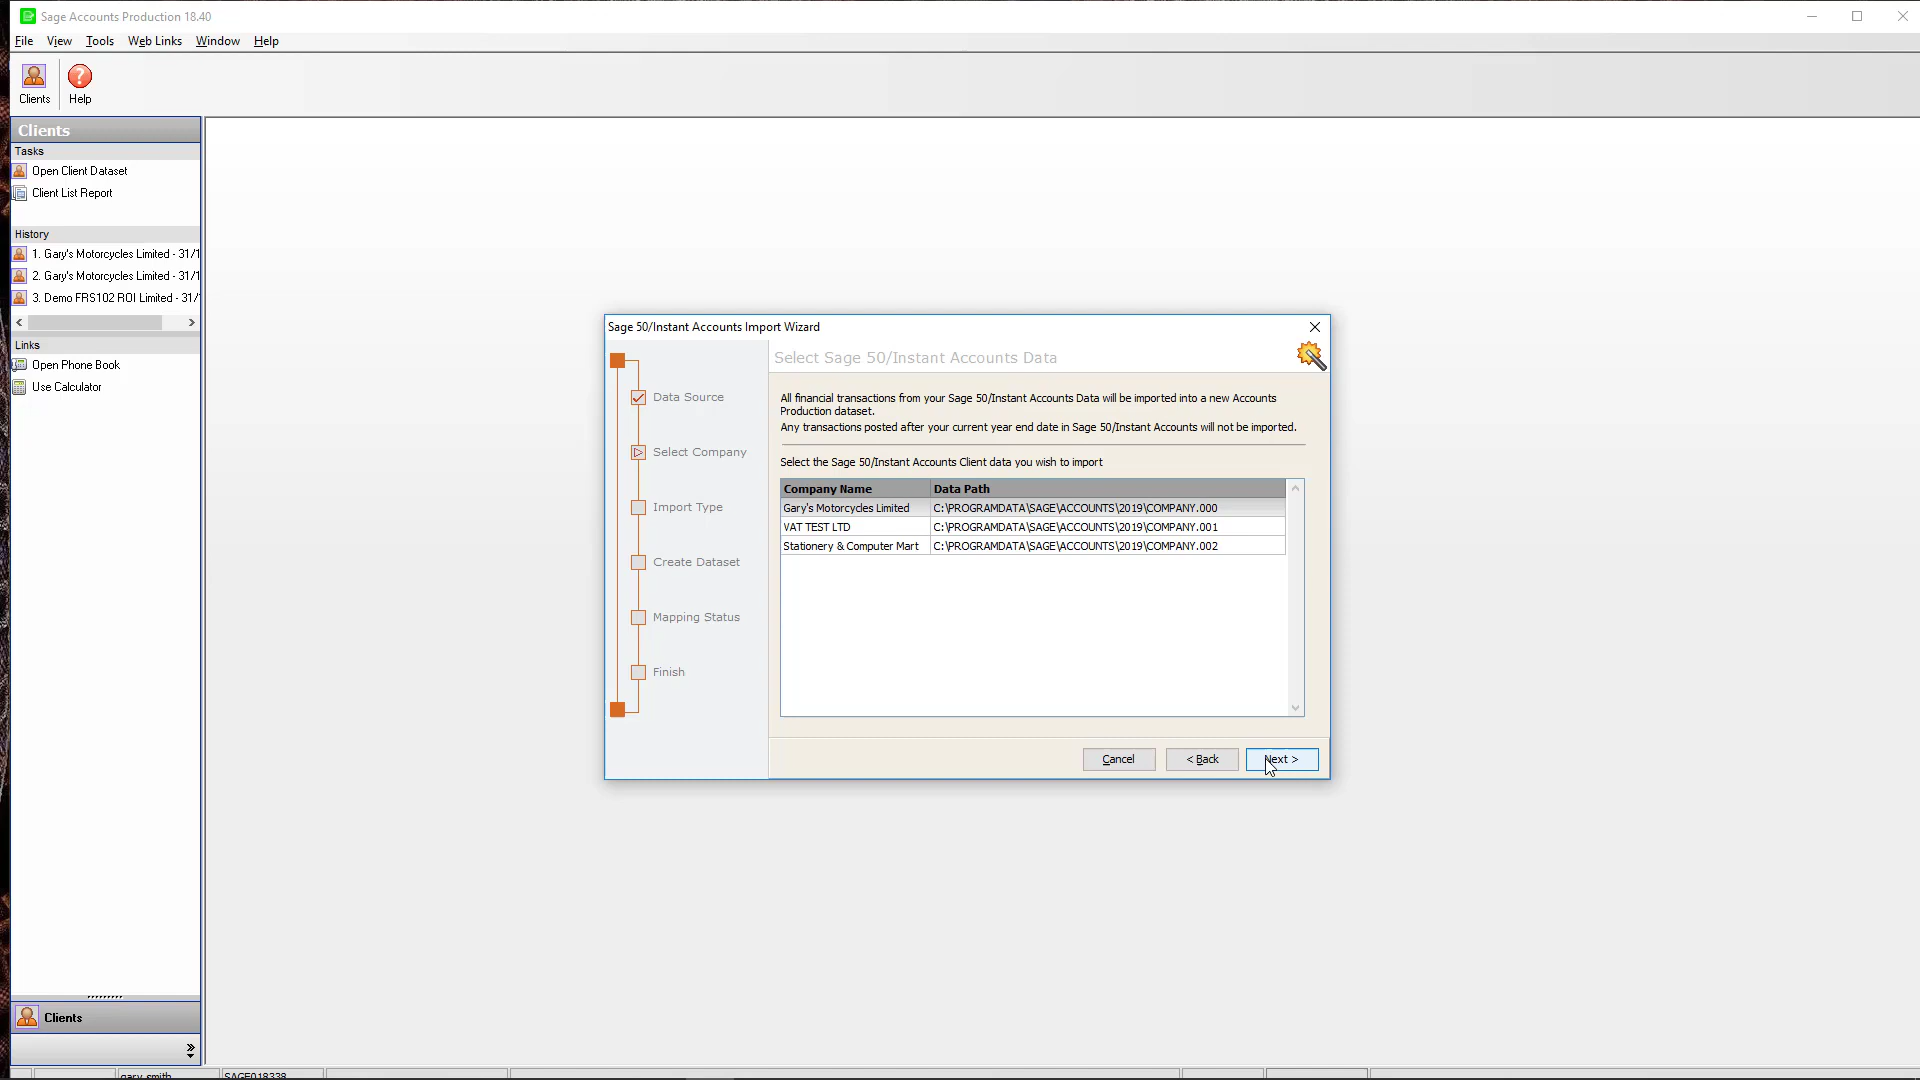 Sage Accounts Production 18.40
File View Tools Web Links Window Help
Clients Help
Clients
Tasks
Open Client Dataset
Client List Report
History
1. Gary's Motorcycles Limited - 31/1
2. Gary's Motorcycles Limited - 31/1
3. Demo FRS102 ROI Limited - 31/
Links
Open Phone Book
Use Calculator
Sage 50/Instant Accounts Import Wizard
Select Sage 50/Instant Accounts Data
Data Source
Select Company
Import Type
Create Dataset
Mapping Status
Finish
All financial transactions from your Sage 50/Instant Accounts Data will be imported into a new Accounts
Production dataset.
Any transactions posted after your current year end date in Sage 50/Instant Accounts will not be imported.
Select the Sage 50/Instant Accounts Client data you wish to import
Company Name Data Path
Gary's Motorcycles Limited C:\PROGRAMDATA\SAGE\ACCOUNTS\2019\COMPANY.000
VAT TEST LTD C:\PROGRAMDATA\SAGE\ACCOUNTS\2019\COMPANY.001
Stationery & Computer Mart C:\PROGRAMDATA\SAGE\ACCOUNTS\2019\COMPANY.002
Cancel < Back Next >
Clients
gary.smith SAGE018338